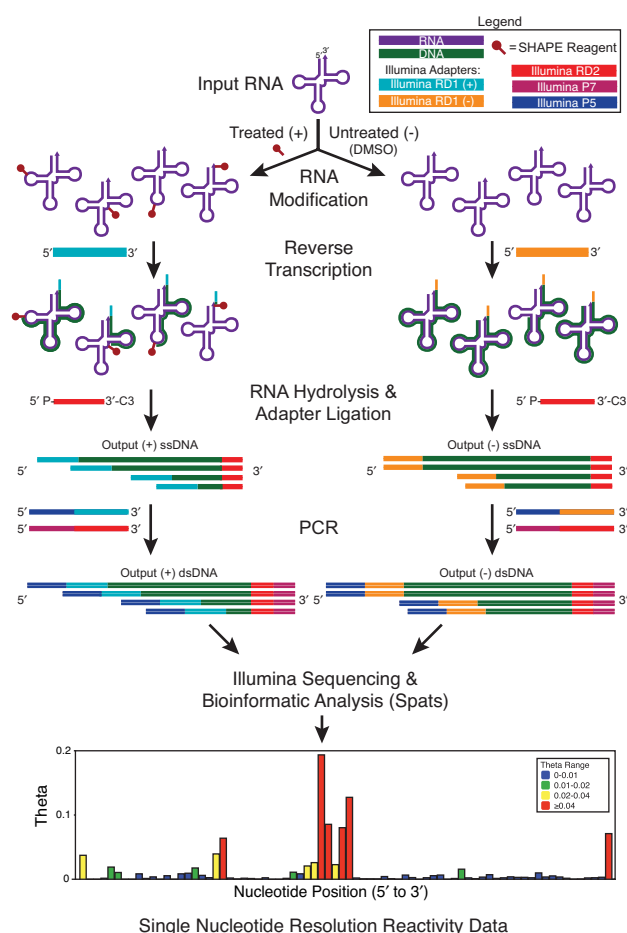 Legend
RNA
DNA
= SHAPE Reagent
Illumina Adapters:
Illumina RD1 (+)
Illumina RD1 (-)
Illumina RD2
Illumina P7
Illumina P5
5′ 3′
Input RNA
Treated (+)
Untreated (-)
(DMSO)
RNA
Modification
5′ 3′
Reverse
Transcription
5′ 3′
RNA Hydrolysis &
Adapter Ligation
5′ P- 3′-C3
5′ P- 3′-C3
Output (+) ssDNA
5′ 3′
Output (-) ssDNA
5′ 3′
5′ 3′
5′ 3′
PCR
5′ 3′
5′ 3′
Output (+) dsDNA
5′ 3′
Output (-) dsDNA
5′ 3′
Illumina Sequencing &
Bioinformatic Analysis (Spats)
0.2
0.1
0
Theta
Theta Range
0-0.01
0.01-0.02
0.02-0.04
≥0.04
Nucleotide Position (5′ to 3′)
Single Nucleotide Resolution Reactivity Data